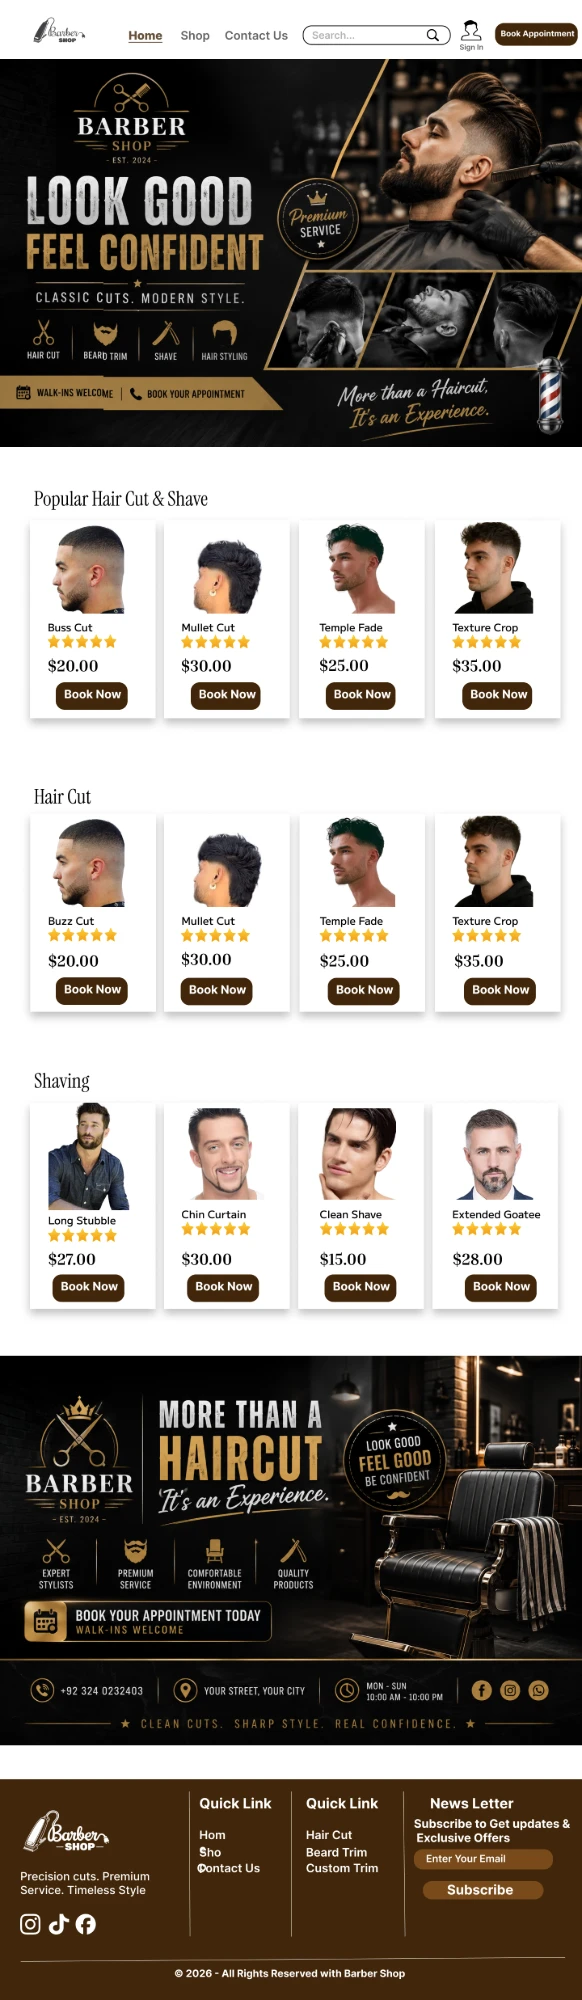 Barber
SHOP
Home
Shop
Contact Us
Search...
Sign In
Book Appointment
BARBER
SHOP
- EST. 2024 -
LOOK GOOD
FEEL CONFIDENT
CLASSIC CUTS. MODERN STYLE.
Premium
SERVICE
HAIR CUT
BEARD TRIM
SHAVE
HAIR STYLING
WALK-INS WELCOME
BOOK YOUR APPOINTMENT
More than a Haircut,
It's an Experience.
Popular Hair Cut & Shave
Buss Cut
$20.00
Book Now
Mullet Cut
$30.00
Book Now
Temple Fade
$25.00
Book Now
Texture Crop
$35.00
Book Now
Hair Cut
Buzz Cut
$20.00
Book Now
Mullet Cut
$30.00
Book Now
Temple Fade
$25.00
Book Now
Texture Crop
$35.00
Book Now
Shaving
Long Stubble
$27.00
Book Now
Chin Curtain
$30.00
Book Now
Clean Shave
$15.00
Book Now
Extended Goatee
$28.00
Book Now
BARBER
SHOP
- EST. 2024 -
MORE THAN A
HAIRCUT
It's an Experience.
LOOK GOOD
FEEL GOOD
BE CONFIDENT
EXPERT
STYLISTS
PREMIUM
SERVICE
COMFORTABLE
ENVIRONMENT
QUALITY
PRODUCTS
BOOK YOUR APPOINTMENT TODAY
WALK-INS WELCOME
+92 324 0232403
YOUR STREET, YOUR CITY
MON - SUN
10:00 AM - 10:00 PM
CLEAN CUTS. SHARP STYLE. REAL CONFIDENCE.
Barber
SHOP
Precision cuts. Premium
Service. Timeless Style
Quick Link
Hom
Sho
Contact Us
Quick Link
Hair Cut
Beard Trim
Custom Trim
News Letter
Subscribe to Get updates &
Exclusive Offers
Enter Your Email
Subscribe
© 2026 - All Rights Reserved with Barber Shop